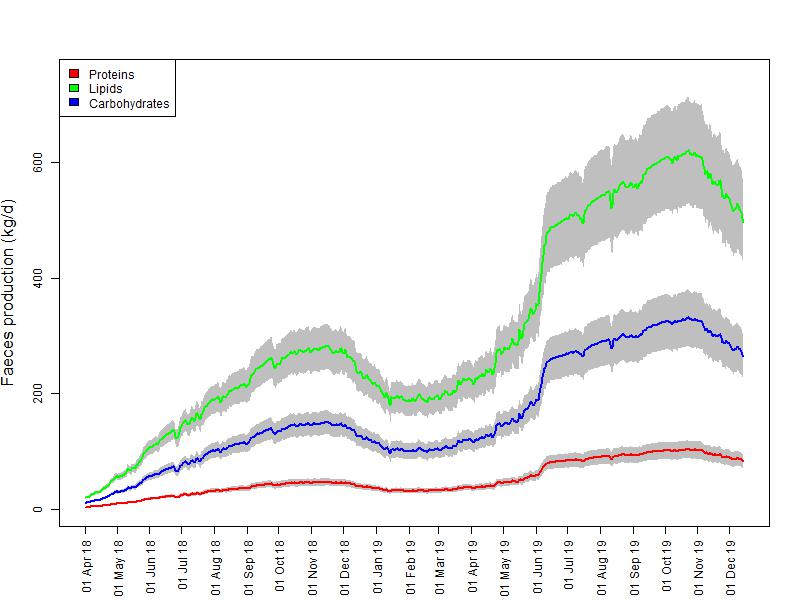 Proteins
Lipids
Carbohydrates
Faeces production (kg/d)
600
400
200
0
01 Apr 18
01 May 18
01 Jun 18
01 Jul 18
01 Aug 18
01 Sep 18
01 Oct 18
01 Nov 18
01 Dec 18
01 Jan 19
01 Feb 19
01 Mar 19
01 Apr 19
01 May 19
01 Jun 19
01 Jul 19
01 Aug 19
01 Sep 19
01 Oct 19
01 Nov 19
01 Dec 19